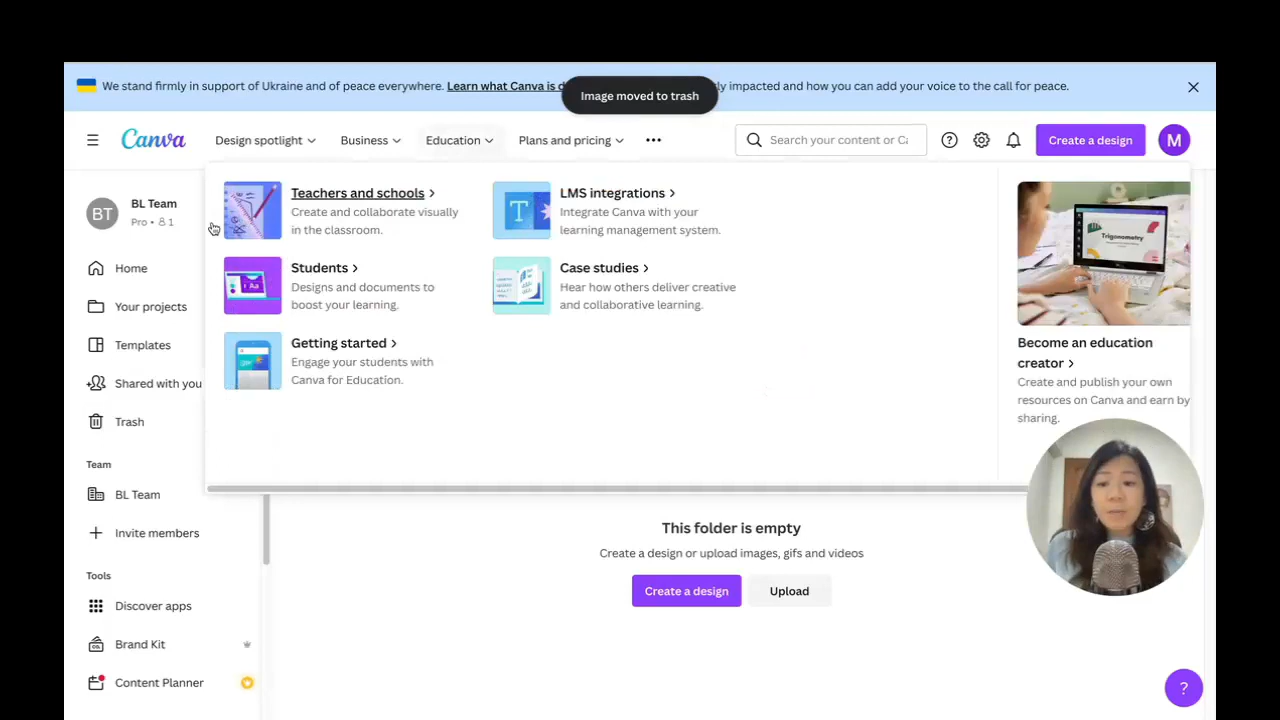 We stand firmly in support of Ukraine and of peace everywhere. Learn what Canva is d
ly impacted and how you can add your voice to the call for peace.
Image moved to trash
Canva
Design spotlight
Business
Education
Plans and pricing
Search your content or Ca
Create a design
M
BT
BL Team
Pro • 1
Home
Your projects
Templates
Shared with you
Trash
Team
BL Team
Invite members
Tools
Discover apps
Brand Kit
Content Planner
Teachers and schools
Create and collaborate visually
in the classroom.
Students
Designs and documents to
boost your learning.
Getting started
Engage your students with
Canva for Education.
LMS integrations
Integrate Canva with your
learning management system.
Case studies
Hear how others deliver creative
and collaborative learning.
Trigonometry
Become an education
creator
Create and publish your own
resources on Canva and earn by
sharing.
This folder is empty
Create a design or upload images, gifs and videos
Create a design
Upload
?